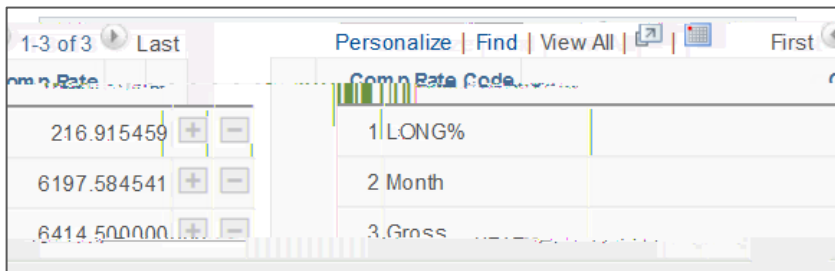 1-3 of 3 Last Personalize | Find | View All | | First
Comp Rate Comp Rate Code
216.915459 1 LONG%
6197.584541 2 Month
6414.500000 3 Gross